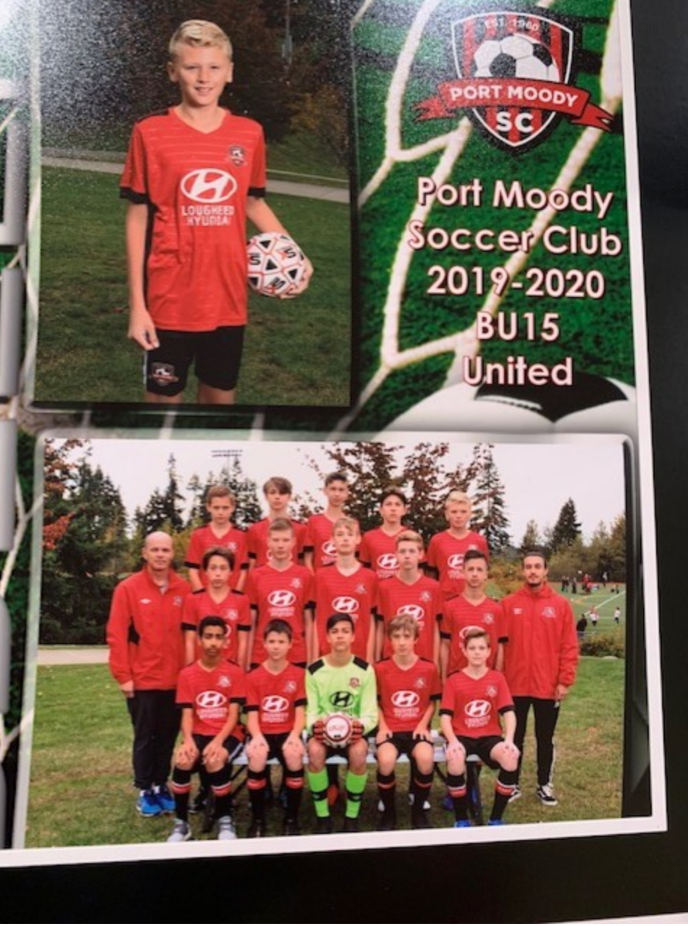 EST. 1960
PORT MOODY
SC
Port Moody
Soccer Club
2019-2020
BU15
United
LOUGHEED
HYUNDAI